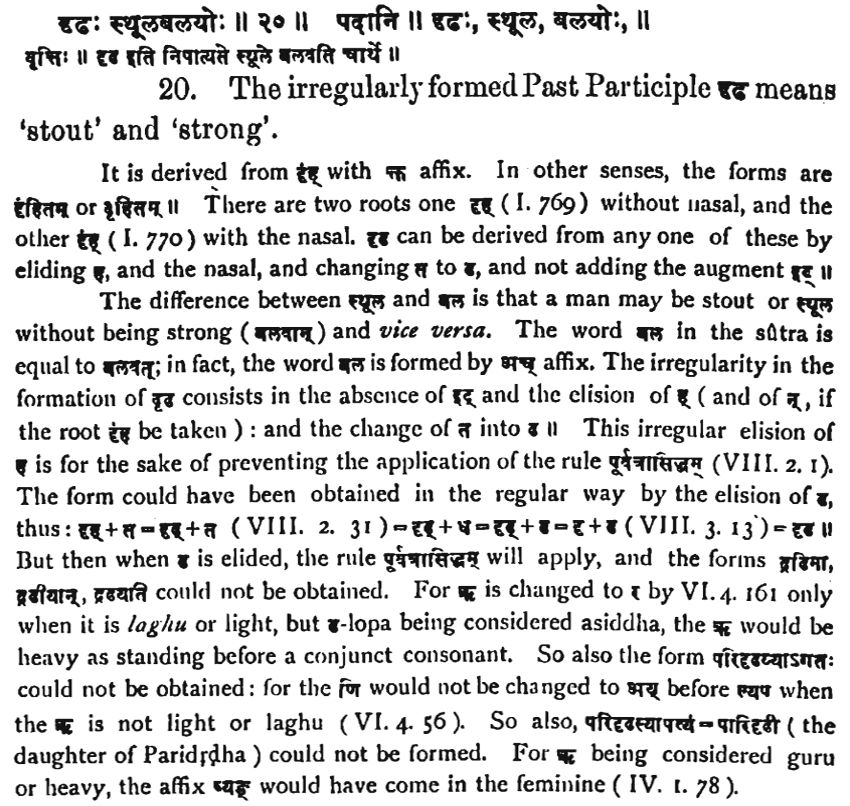 दृढः स्थूलबलयोः ॥ २० ॥ पदानि ॥ दृढः, स्थूल, बलयोः, ॥
वृत्तिः ॥ दृढ इति निपात्यते स्थूले बलवति चार्थे ॥
20. The irregularly formed Past Participle दृढ means
'stout' and 'strong'.
It is derived from दृंह् with क्त affix. In other senses, the forms are
दृंहितम् or दृहितम् ॥ There are two roots one दृह् ( I. 769) without nasal, and the
other दृंह् ( I. 770) with the nasal. दृढ can be derived from any one of these by
eliding ह्, and the nasal, and changing त to ढ, and not adding the augment इट् ॥
The difference between स्थूल and बल is that a man may be stout or स्थूल
without being strong ( बलवान् ) and vice versa. The word बल in the sûtra is
equal to बलवत्; in fact, the word बल is formed by अच् affix. The irregularity in the
formation of दृढ consists in the absence of इट् and the elision of ह् ( and of न्, if
the root दृंह् be taken ) : and the change of त into ढ ॥ This irregular elision of
ह is for the sake of preventing the application of the rule पूर्वत्रासिद्धम् (VIII. 2. 1).
The form could have been obtained in the regular way by the elision of ढ,
thus : दृह् + त = दृढ् + त ( VIII. 2. 31 ) = दृढ् + ध = दृढ् + ढ = दृ + ढ ( VIII. 3. 13 ) = दृढ ॥
But then when ढ is elided, the rule पूर्वत्रासिद्धम् will apply, and the forms द्रढिमा,
द्रढीयान्, द्रढयति could not be obtained. For ऋ is changed to र by VI. 4. 161 only
when it is laghu or light, but ढ-lopa being considered asiddha, the ऋ would be
heavy as standing before a conjunct consonant. So also the form परिदृढय्याऽगतः
could not be obtained : for the णि would not be changed to अय् before ल्यप when
the ऋ is not light or laghu ( VI. 4. 56 ). So also, परिदृढस्यापत्यं = पारिदृढी ( the
daughter of Paridṛḍha ) could not be formed. For ऋ being considered guru
or heavy, the affix ष्यङ् would have come in the feminine ( IV. 1. 78 ).